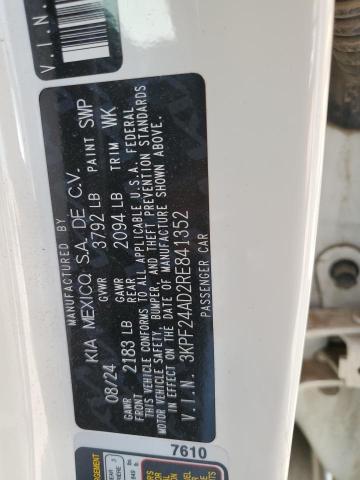 V.I.N
MANUFACTURED BY
KIA MEXICO, S.A. DE C.V.
08/24 GVWR 3792 LB PAINT SWP
GAWR FRONT 2183 LB GAWR REAR 2094 LB TRIM WK
THIS VEHICLE CONFORMS TO ALL APPLICABLE U.S.A. FEDERAL
MOTOR VEHICLE SAFETY, BUMPER, AND THEFT PREVENTION STANDARDS
IN EFFECT ON THE DATE OF MANUFACTURE SHOWN ABOVE.
V.I.N. 3KPF24AD2RE841352
PASSENGER CAR
7610